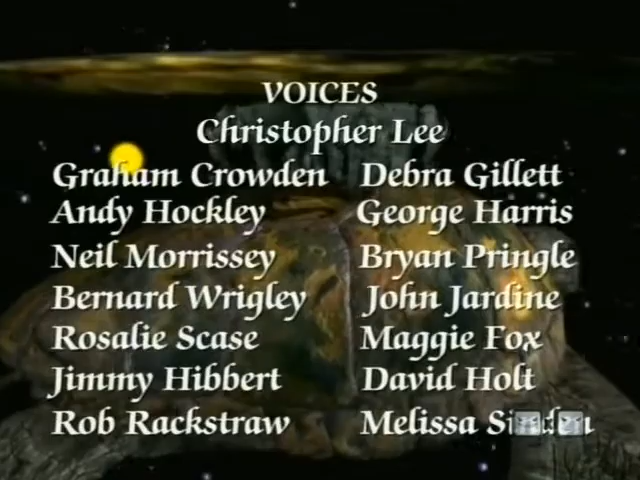 VOICES
Christopher Lee
Graham Crowden Debra Gillett
Andy Hockley George Harris
Neil Morrissey Bryan Pringle
Bernard Wrigley John Jardine
Rosalie Scase Maggie Fox
Jimmy Hibbert David Holt
Rob Rackstraw Melissa